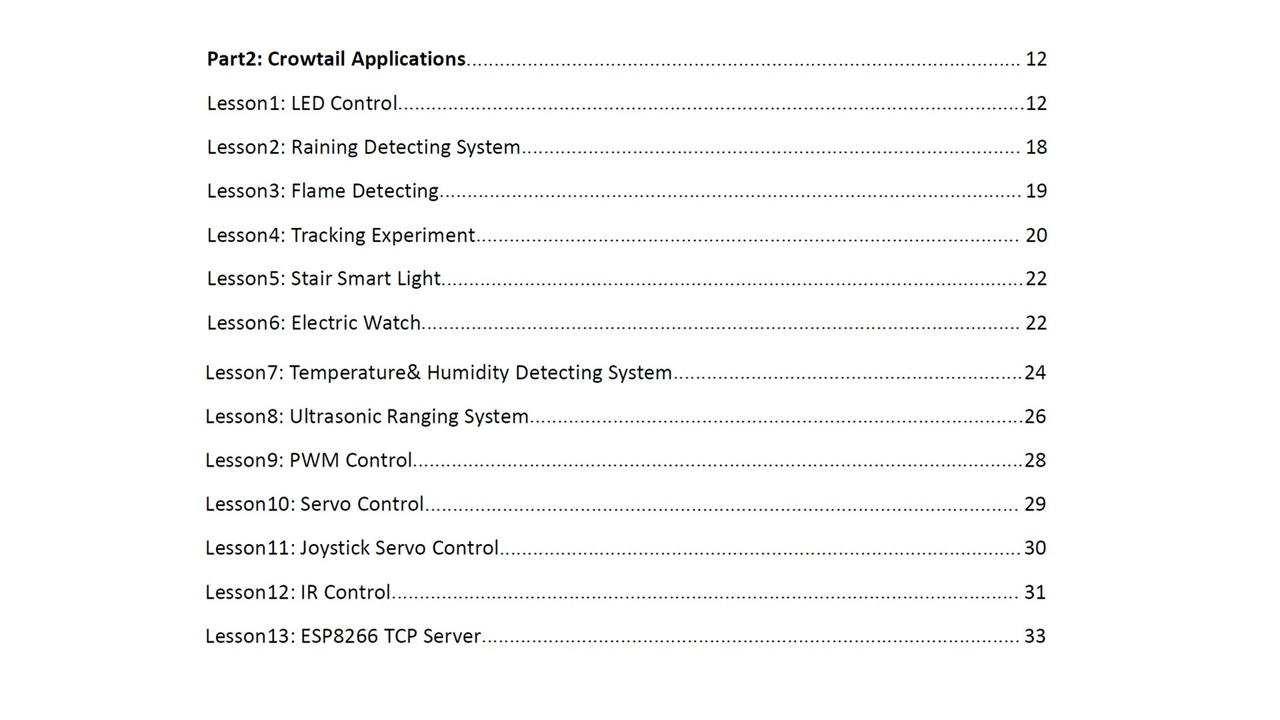 Part2: Crowtail Applications.................................................................................................... 12
Lesson1: LED Control.................................................................................................................12
Lesson2: Raining Detecting System.......................................................................................... 18
Lesson3: Flame Detecting......................................................................................................... 19
Lesson4: Tracking Experiment.................................................................................................. 20
Lesson5: Stair Smart Light.........................................................................................................22
Lesson6: Electric Watch............................................................................................................ 22
Lesson7: Temperature& Humidity Detecting System...............................................................24
Lesson8: Ultrasonic Ranging System.........................................................................................26
Lesson9: PWM Control..............................................................................................................28
Lesson10: Servo Control........................................................................................................... 29
Lesson11: Joystick Servo Control.............................................................................................. 30
Lesson12: IR Control................................................................................................................. 31
Lesson13: ESP8266 TCP Server................................................................................................. 33